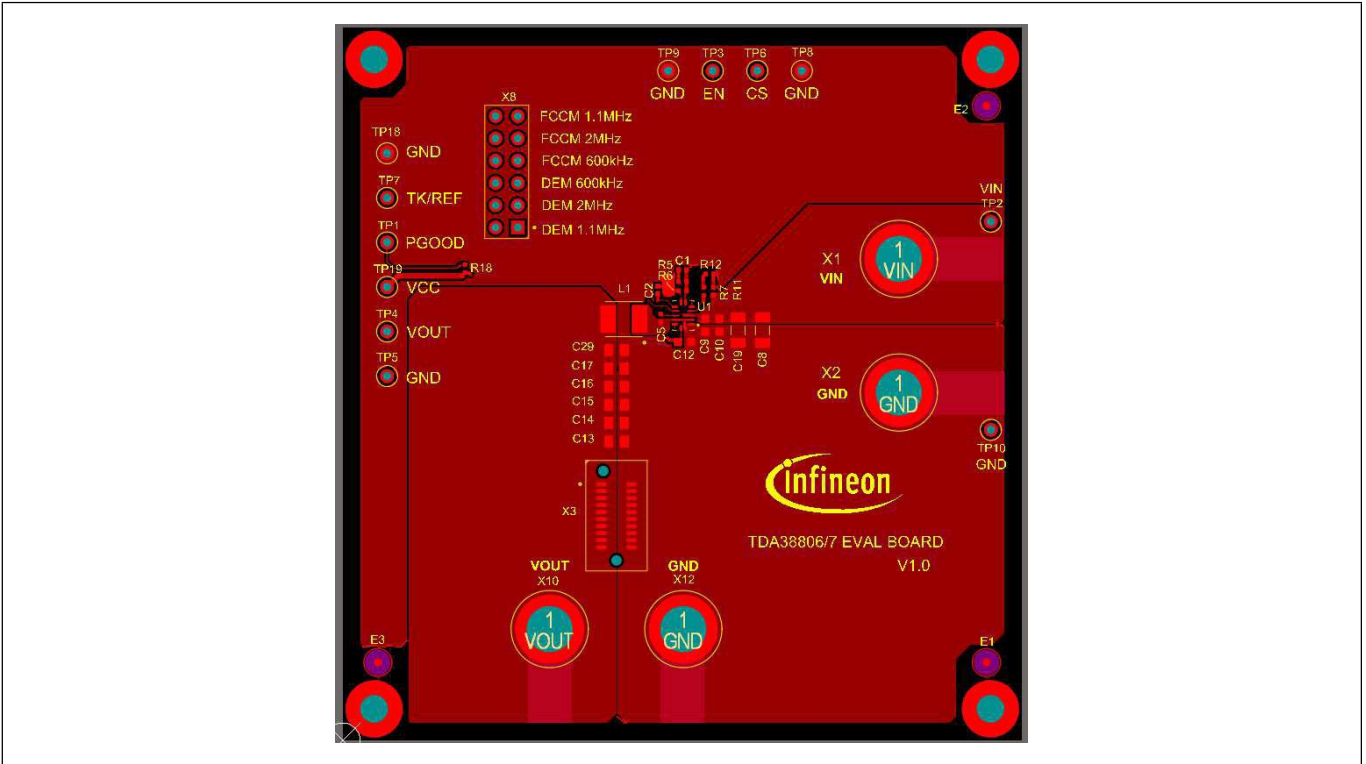 TP9 TP3 TP6 TP8
GND EN CS GND
E2
X8
FCCM 1.1MHz
FCCM 2MHz
FCCM 600kHz
DEM 600kHz
DEM 2MHz
DEM 1.1MHz
TP18
GND
TP7
TK/REF
TP1
PGOOD
TP19
VCC
R18
TP4
VOUT
TP5
GND
VIN
TP2
X1
VIN
1
VIN
R5 C1 R12
R6
L1 C2 U1 R7 R11
C5 C12 C9 C10 C19 C8
C29
C17
C16
C15
C14
C13
X2
GND
1
GND
TP10
GND
infineon
X3
TDA38806/7 EVAL BOARD
V1.0
VOUT GND
X10 X12
1 1
VOUT GND
E3 E1